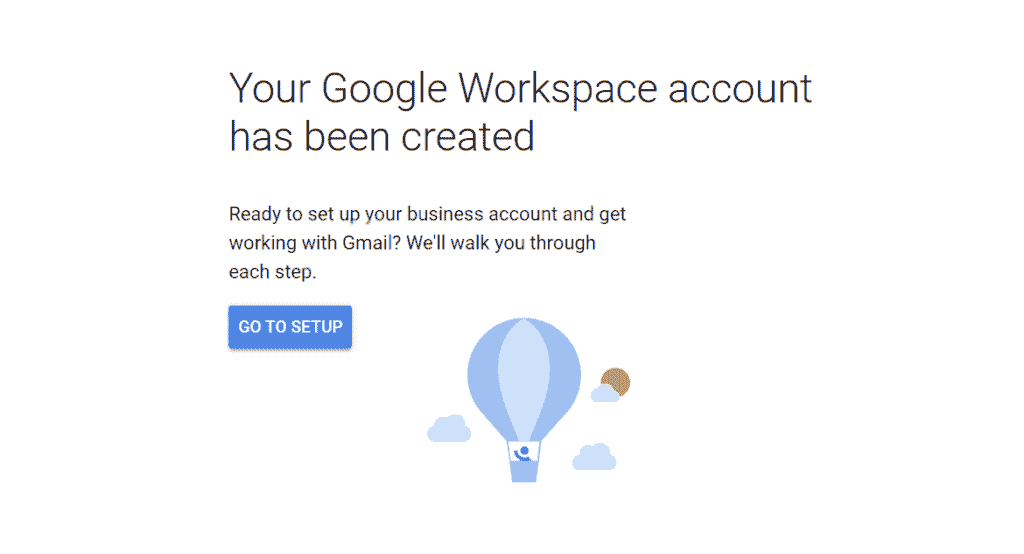 Your Google Workspace account
has been created
Ready to set up your business account and get
working with Gmail? We'll walk you through
each step.
GO TO SETUP